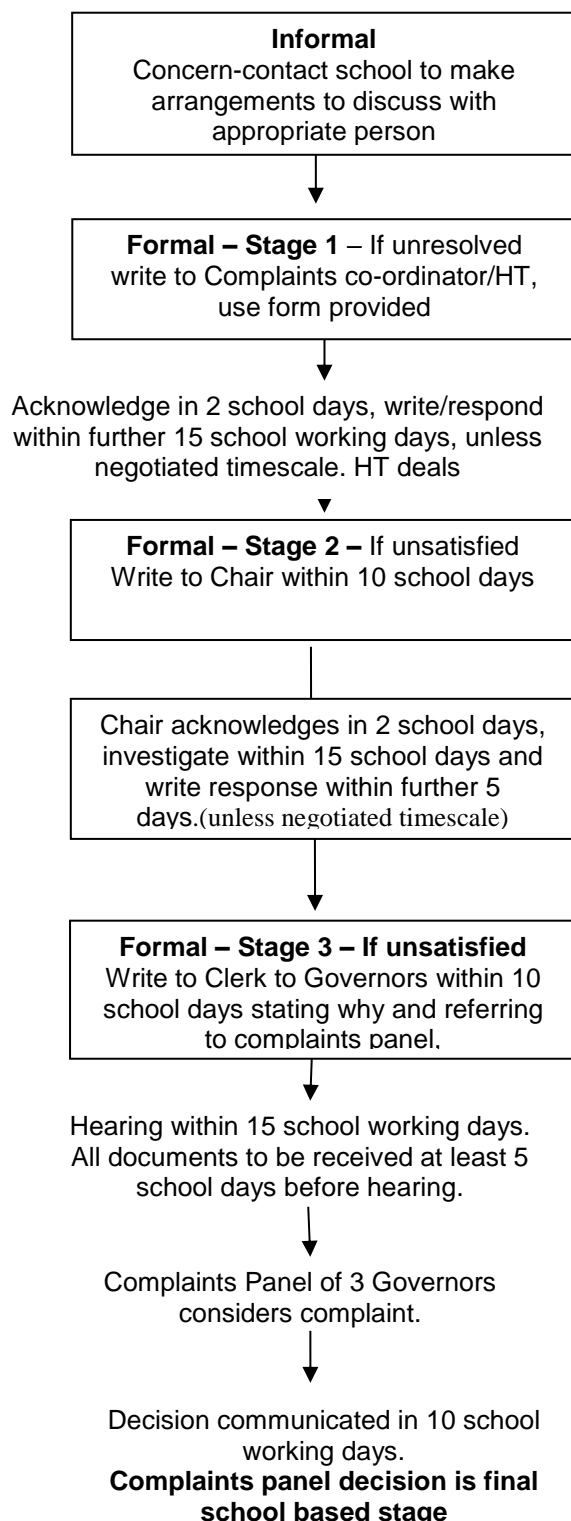 Informal
Concern-contact school to make
arrangements to discuss with
appropriate person
Formal – Stage 1 – If unresolved
write to Complaints co-ordinator/HT,
use form provided
Acknowledge in 2 school days, write/respond
within further 15 school working days, unless
negotiated timescale. HT deals
Formal – Stage 2 – If unsatisfied
Write to Chair within 10 school days
Chair acknowledges in 2 school days,
investigate within 15 school days and
write response within further 5
days.(unless negotiated timescale)
Formal – Stage 3 – If unsatisfied
Write to Clerk to Governors within 10
school days stating why and referring
to complaints panel.
Hearing within 15 school working days.
All documents to be received at least 5
school days before hearing.
Complaints Panel of 3 Governors
considers complaint.
Decision communicated in 10 school
working days.
Complaints panel decision is final
school based stage